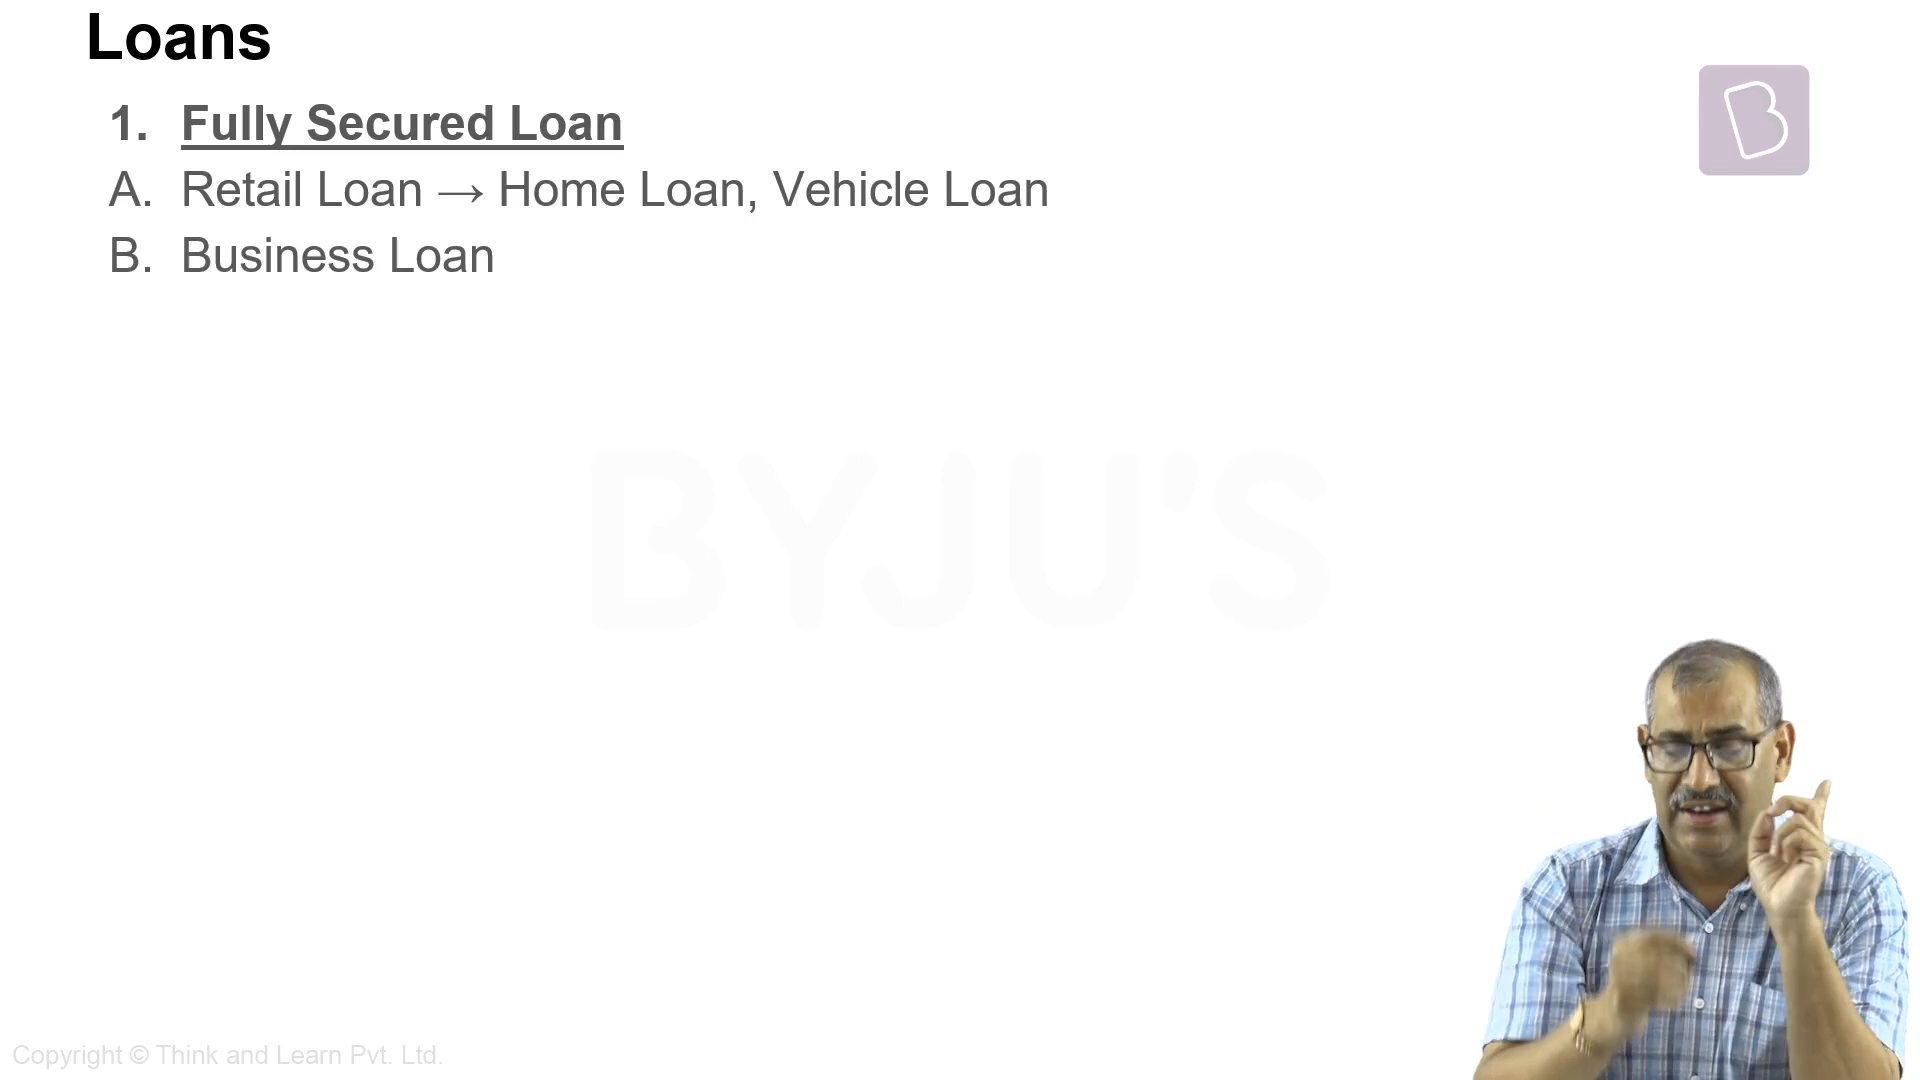 Loans
1. Fully Secured Loan
A. Retail Loan → Home Loan, Vehicle Loan
B. Business Loan
BYJU'S
Copyright © Think and Learn Pvt. Ltd.